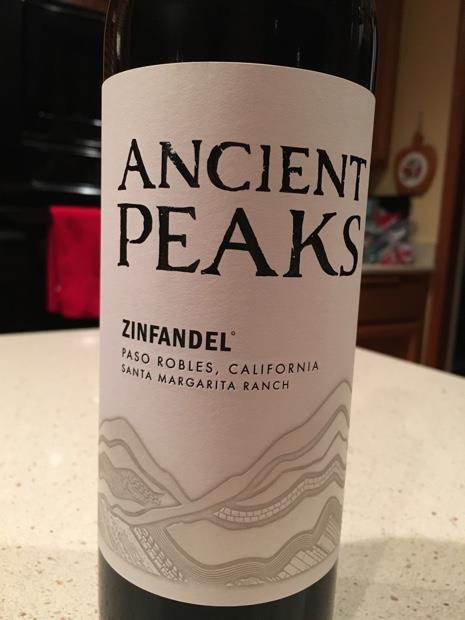 ANCIENT
PEAKS
ZINFANDEL
PASO ROBLES, CALIFORNIA
SANTA MARGARITA RANCH